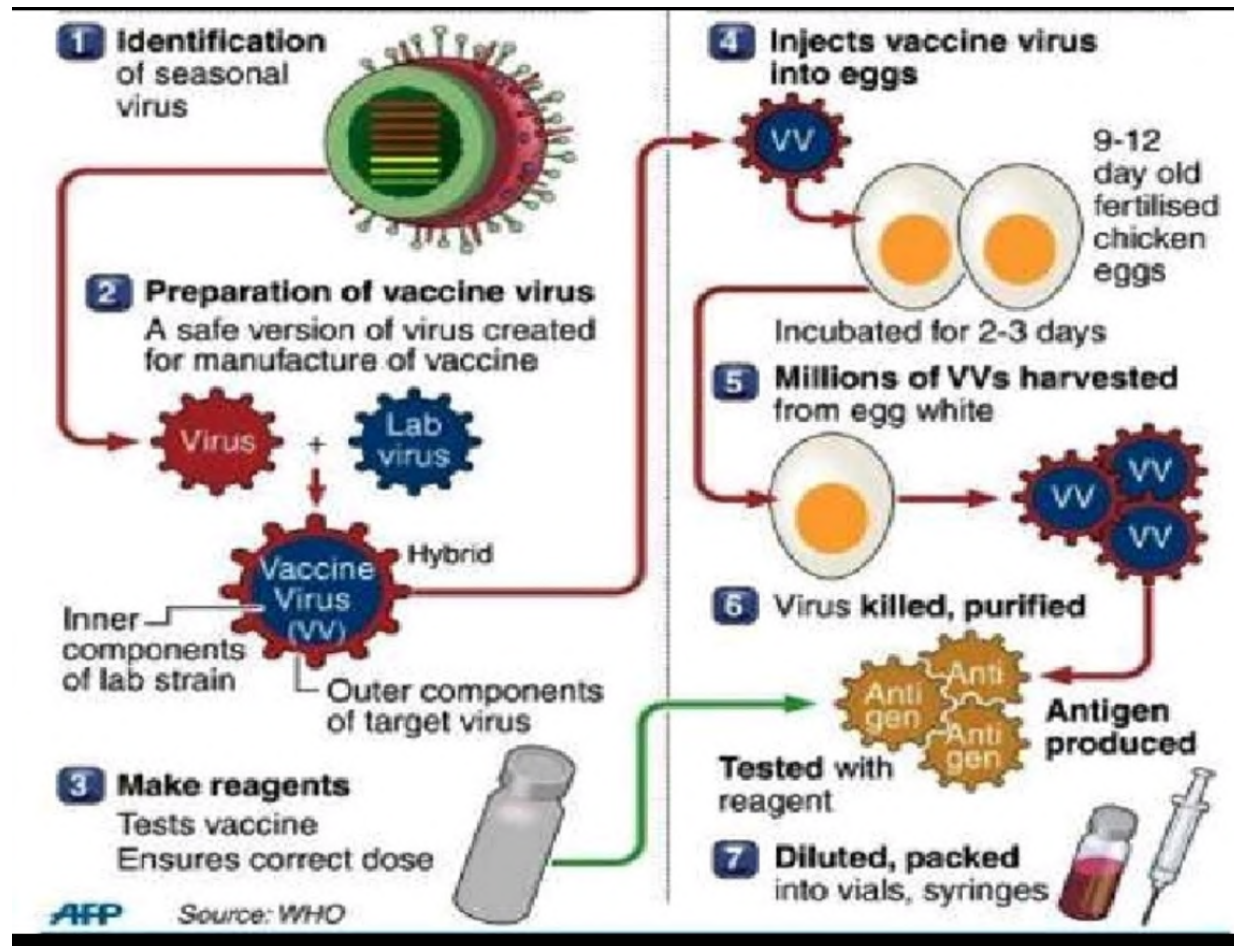 1 Identification
of seasonal
virus
2 Preparation of vaccine virus
A safe version of virus created
for manufacture of vaccine
Virus
+
Lab
virus
Hybrid
Vaccine
Virus
(VV)
Inner
components
of lab strain
Outer components
of target virus
3 Make reagents
Tests vaccine
Ensures correct dose
AFP Source: WHO
4 Injects vaccine virus
into eggs
VV
9-12
day old
fertilised
chicken
eggs
Incubated for 2-3 days
5 Millions of VVs harvested
from egg white
VV
VV
VV
6 Virus killed, purified
Anti
gen
Anti
Anti
gen
Antigen
produced
Tested with
reagent
7 Diluted, packed
into vials, syringes